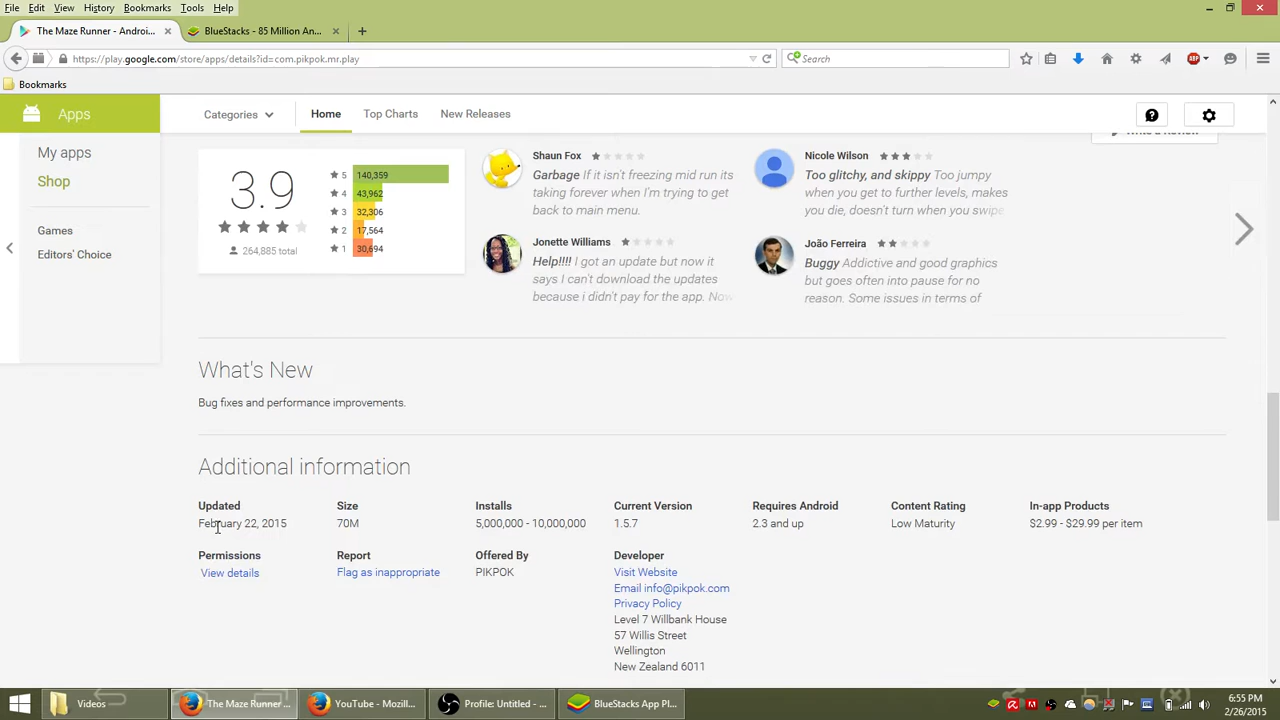 File Edit View History Bookmarks Tools Help
The Maze Runner - Androi... × BlueStacks - 85 Million An... × +
https://play.google.com/store/apps/details?id=com.pikpok.mr.play Search
Bookmarks
Apps Categories Home Top Charts New Releases
My apps
Shop
Games
Editors' Choice
3.9
264,885 total
★ 5 140,359
★ 4 43,962
★ 3 32,306
★ 2 17,564
★ 1 30,694
Shaun Fox
Garbage If it isn't freezing mid run its
taking forever when I'm trying to get
back to main menu.
Nicole Wilson
Too glitchy, and skippy Too jumpy
when you get to further levels, makes
you die, doesn't turn when you swipe
Jonette Williams
Help!!!! I got an update but now it
says I can't download the updates
because i didn't pay for the app. Now
João Ferreira
Buggy Addictive and good graphics
but goes often into pause for no
reason. Some issues in terms of
What's New
Bug fixes and performance improvements.
Additional information
Updated
February 22, 2015
Size
70M
Installs
5,000,000 - 10,000,000
Current Version
1.5.7
Requires Android
2.3 and up
Content Rating
Low Maturity
In-app Products
$2.99 - $29.99 per item
Permissions
View details
Report
Flag as inappropriate
Offered By
PIKPOK
Developer
Visit Website
Email info@pikpok.com
Privacy Policy
Level 7 Willbank House
57 Willis Street
Wellington
New Zealand 6011
Videos The Maze Runner ... YouTube - Mozill... Profile: Untitled - ... BlueStacks App Pl...
6:55 PM
2/26/2015